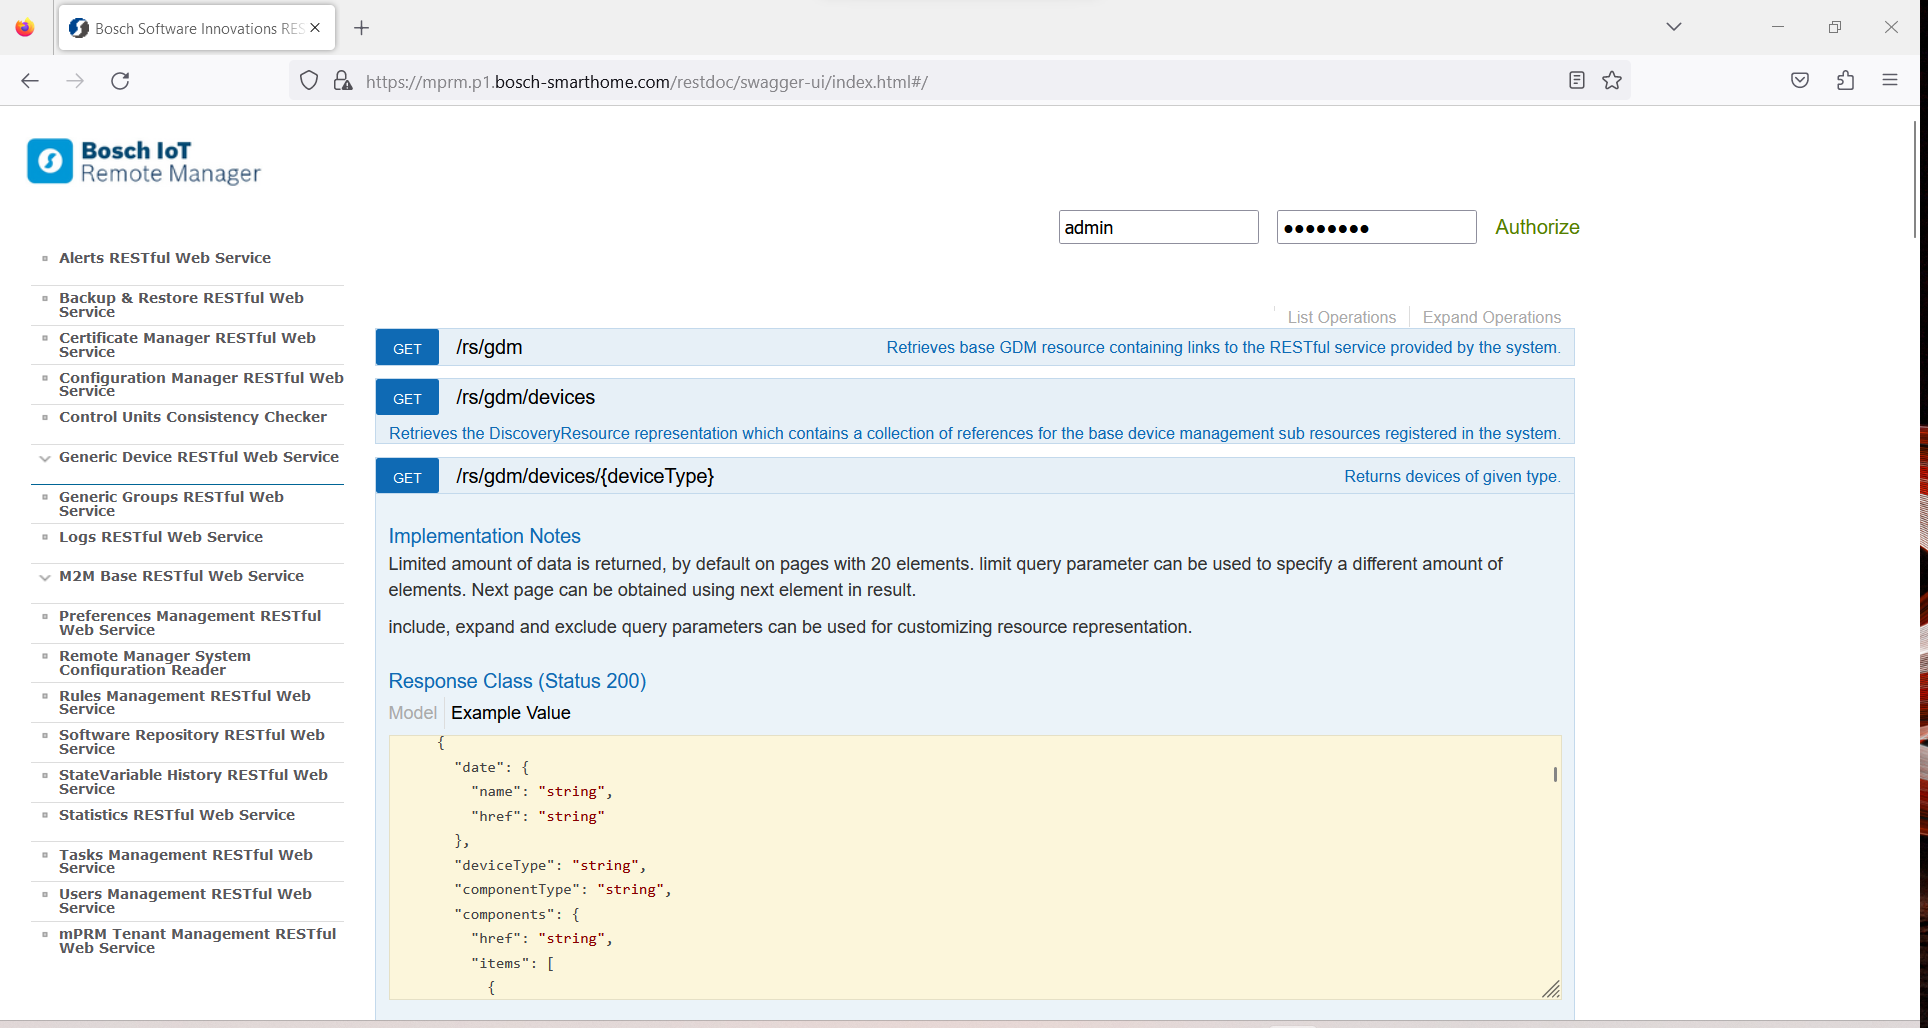 Bosch Software Innovations RES
https://mprm.p1.bosch-smarthome.com/restdoc/swagger-ui/index.html#/
Bosch IoT
Remote Manager
admin
●●●●●●●●
Authorize
Alerts RESTful Web Service
Backup & Restore RESTful Web
Service
Certificate Manager RESTful Web
Service
Configuration Manager RESTful Web
Service
Control Units Consistency Checker
Generic Device RESTful Web Service
Generic Groups RESTful Web
Service
Logs RESTful Web Service
M2M Base RESTful Web Service
Preferences Management RESTful
Web Service
Remote Manager System
Configuration Reader
Rules Management RESTful Web
Service
Software Repository RESTful Web
Service
StateVariable History RESTful Web
Service
Statistics RESTful Web Service
Tasks Management RESTful Web
Service
Users Management RESTful Web
Service
mPRM Tenant Management RESTful
Web Service
List Operations
Expand Operations
GET /rs/gdm Retrieves base GDM resource containing links to the RESTful service provided by the system.
GET /rs/gdm/devices
Retrieves the DiscoveryResource representation which contains a collection of references for the base device management sub resources registered in the system.
GET /rs/gdm/devices/{deviceType} Returns devices of given type.
Implementation Notes
Limited amount of data is returned, by default on pages with 20 elements. limit query parameter can be used to specify a different amount of
elements. Next page can be obtained using next element in result.
include, expand and exclude query parameters can be used for customizing resource representation.
Response Class (Status 200)
Model Example Value
{
"date": {
"name": "string",
"href": "string"
},
"deviceType": "string",
"componentType": "string",
"components": {
"href": "string",
"items": [
{